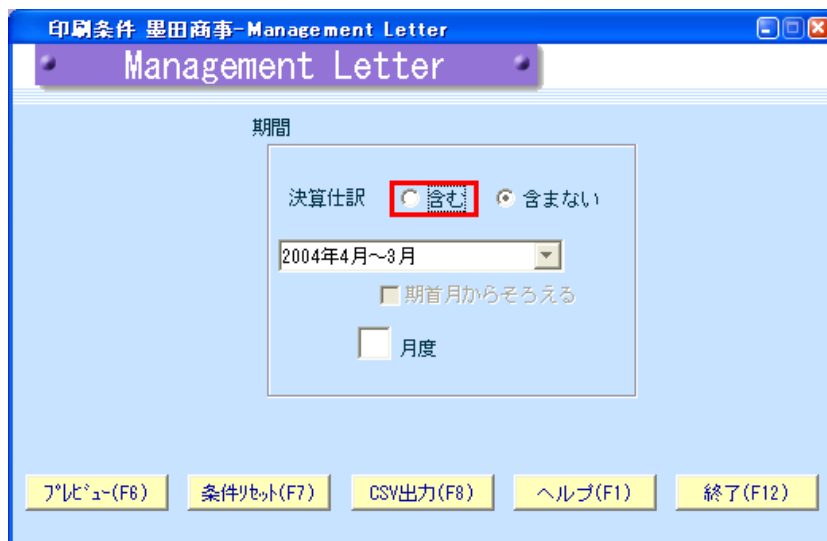 印刷条件 墨田商事-Management Letter
Management Letter
期間
決算仕訳 含む 含まない
2004年4月～3月
期首月からそろえる
月度
ﾌﾟﾚﾋﾞｭｰ(F6) 条件ﾘｾｯﾄ(F7) CSV出力(F8) ヘルプ(F1) 終了(F12)